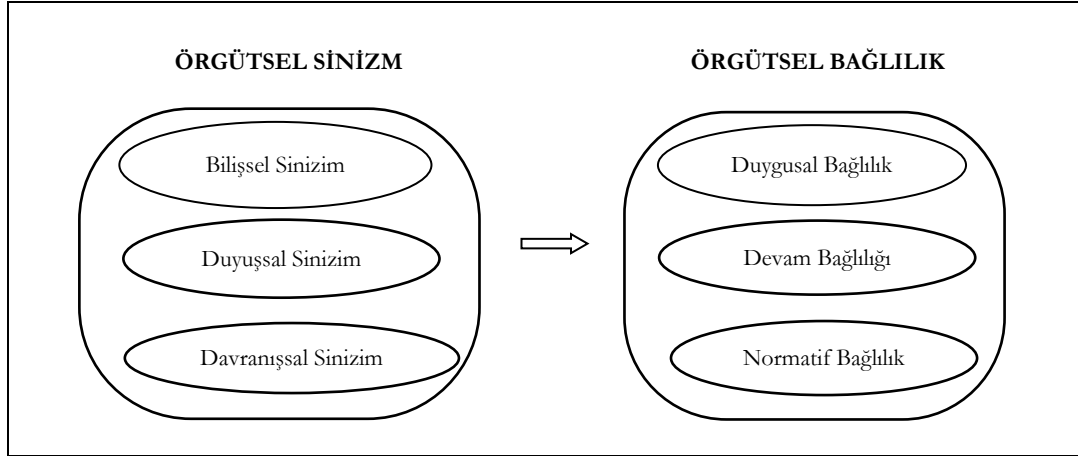 ÖRGÜTSEL SİNİZM
Bilişsel Sinizim
Duyuşsal Sinizim
Davranışsal Sinizim
ÖRGÜTSEL BAĞLILIK
Duygusal Bağlılık
Devam Bağlılığı
Normatif Bağlılık